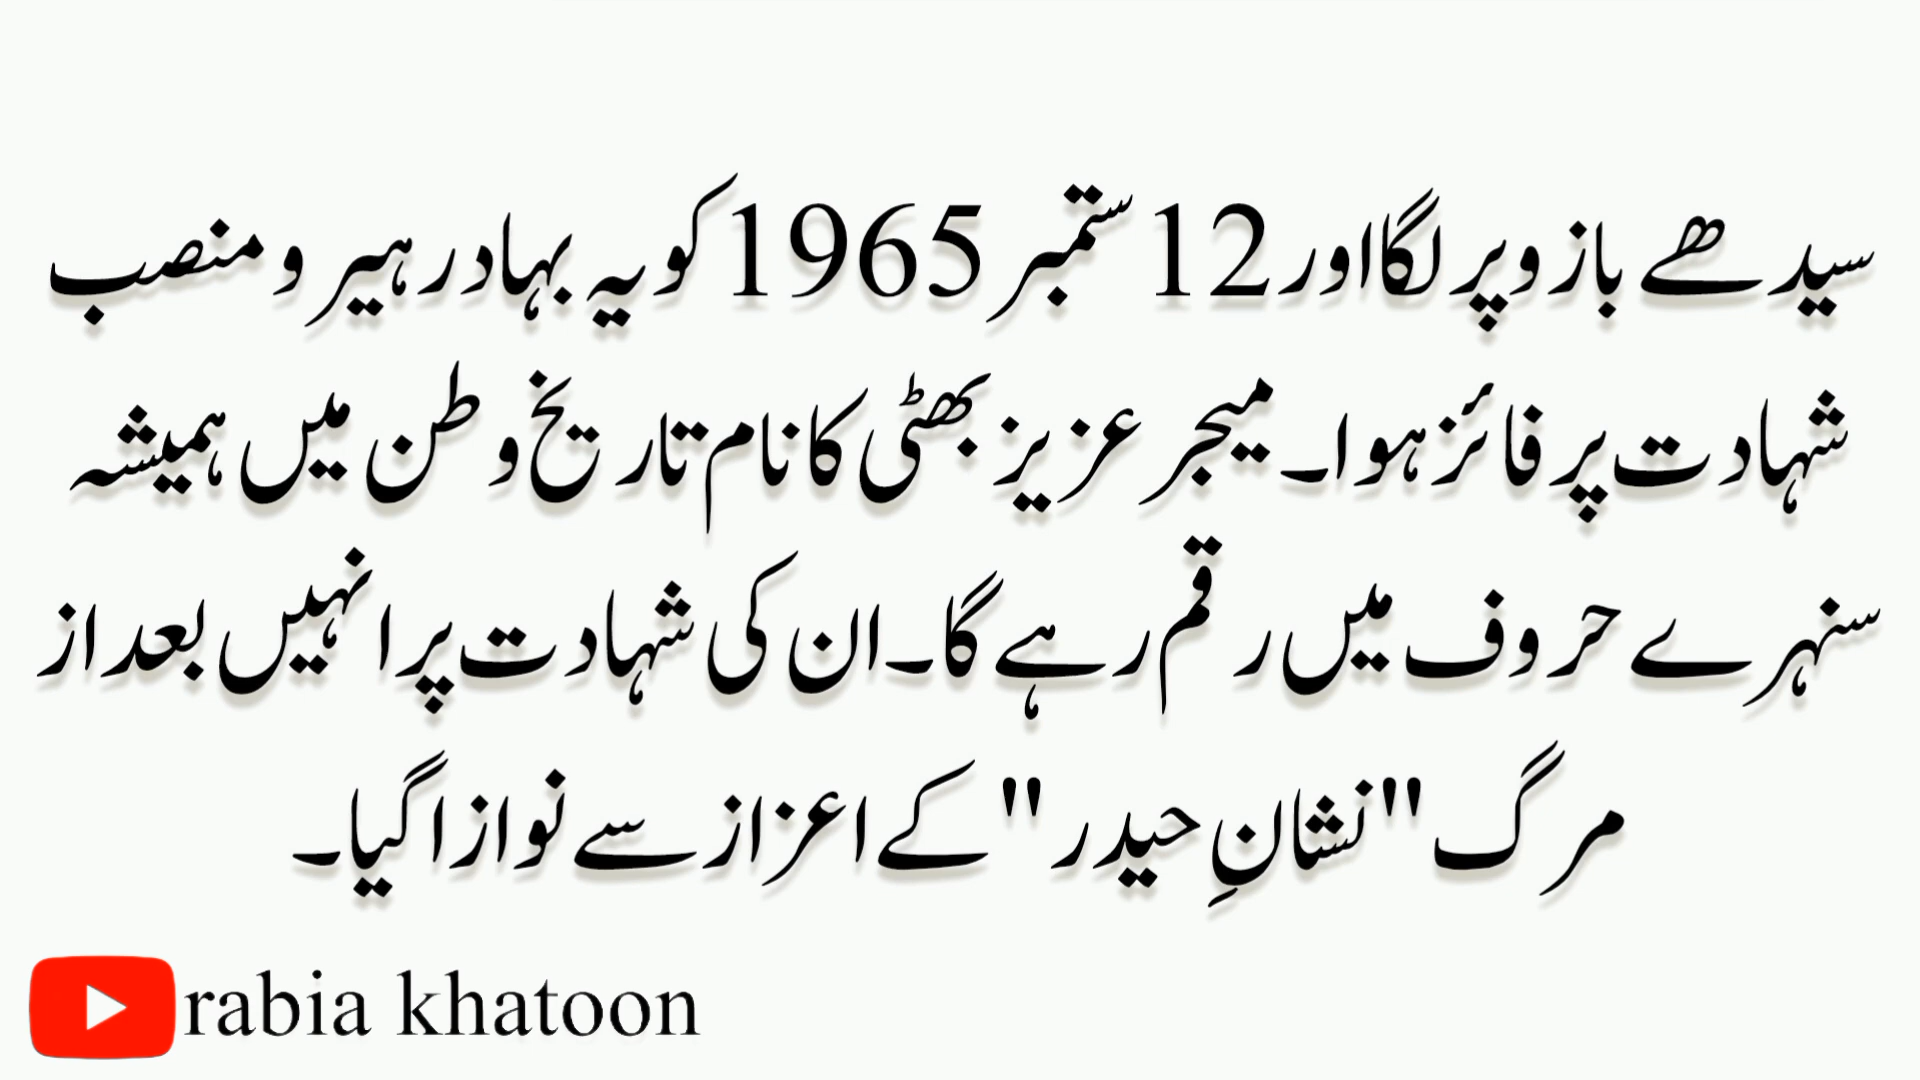 سیدھے بازو پر لگا اور 12 ستمبر 1965 کو یہ بہادر ہیرو منصب
شہادت پر فائز ہوا۔ میجر عزیز بھٹی کا نام تاریخ وطن میں ہمیشہ
سنہرے حروف میں رقم رہے گا۔ ان کی شہادت پر انہیں بعد از
مرگ "نشانِ حیدر" کے اعزاز سے نوازا گیا۔
rabia khatoon